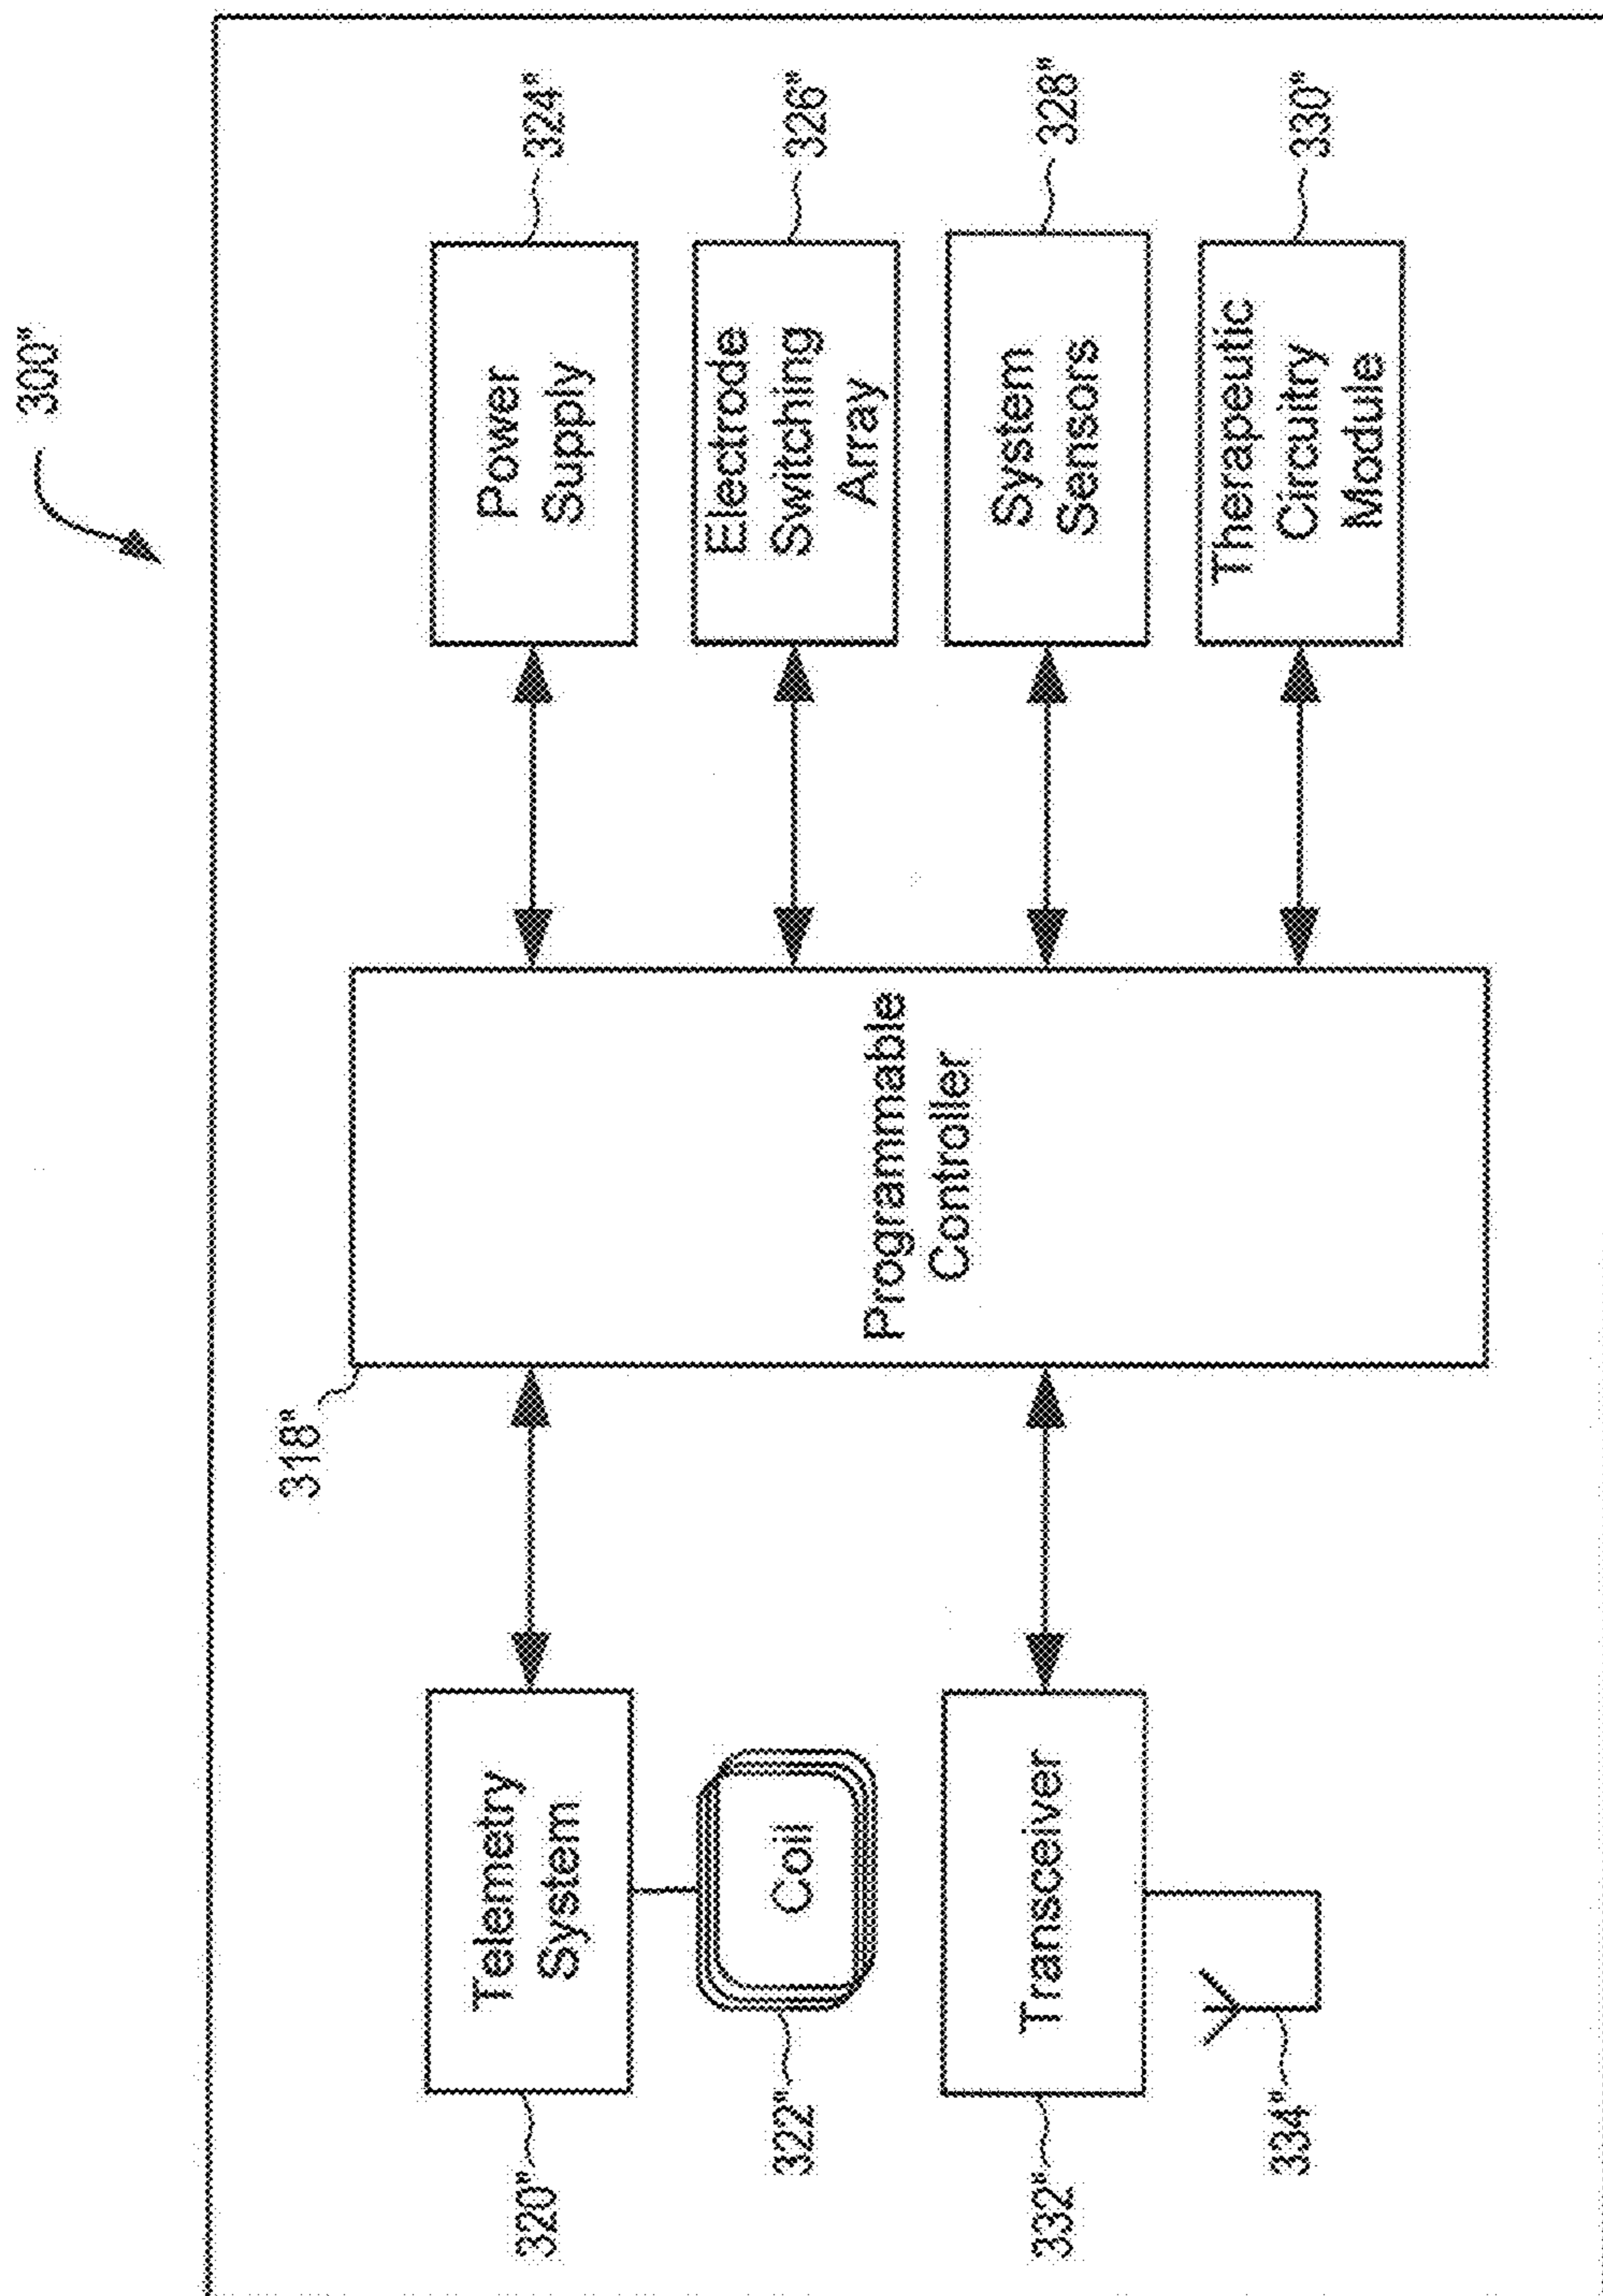 300"
318"
320"
Telemetry
System
322"
Coil
332"
Transceiver
334"
Programmable
Controller
Power
Supply
324"
Electrode
Switching
Array
326"
System
Sensors
328"
Therapeutic
Circuitry
Module
330"